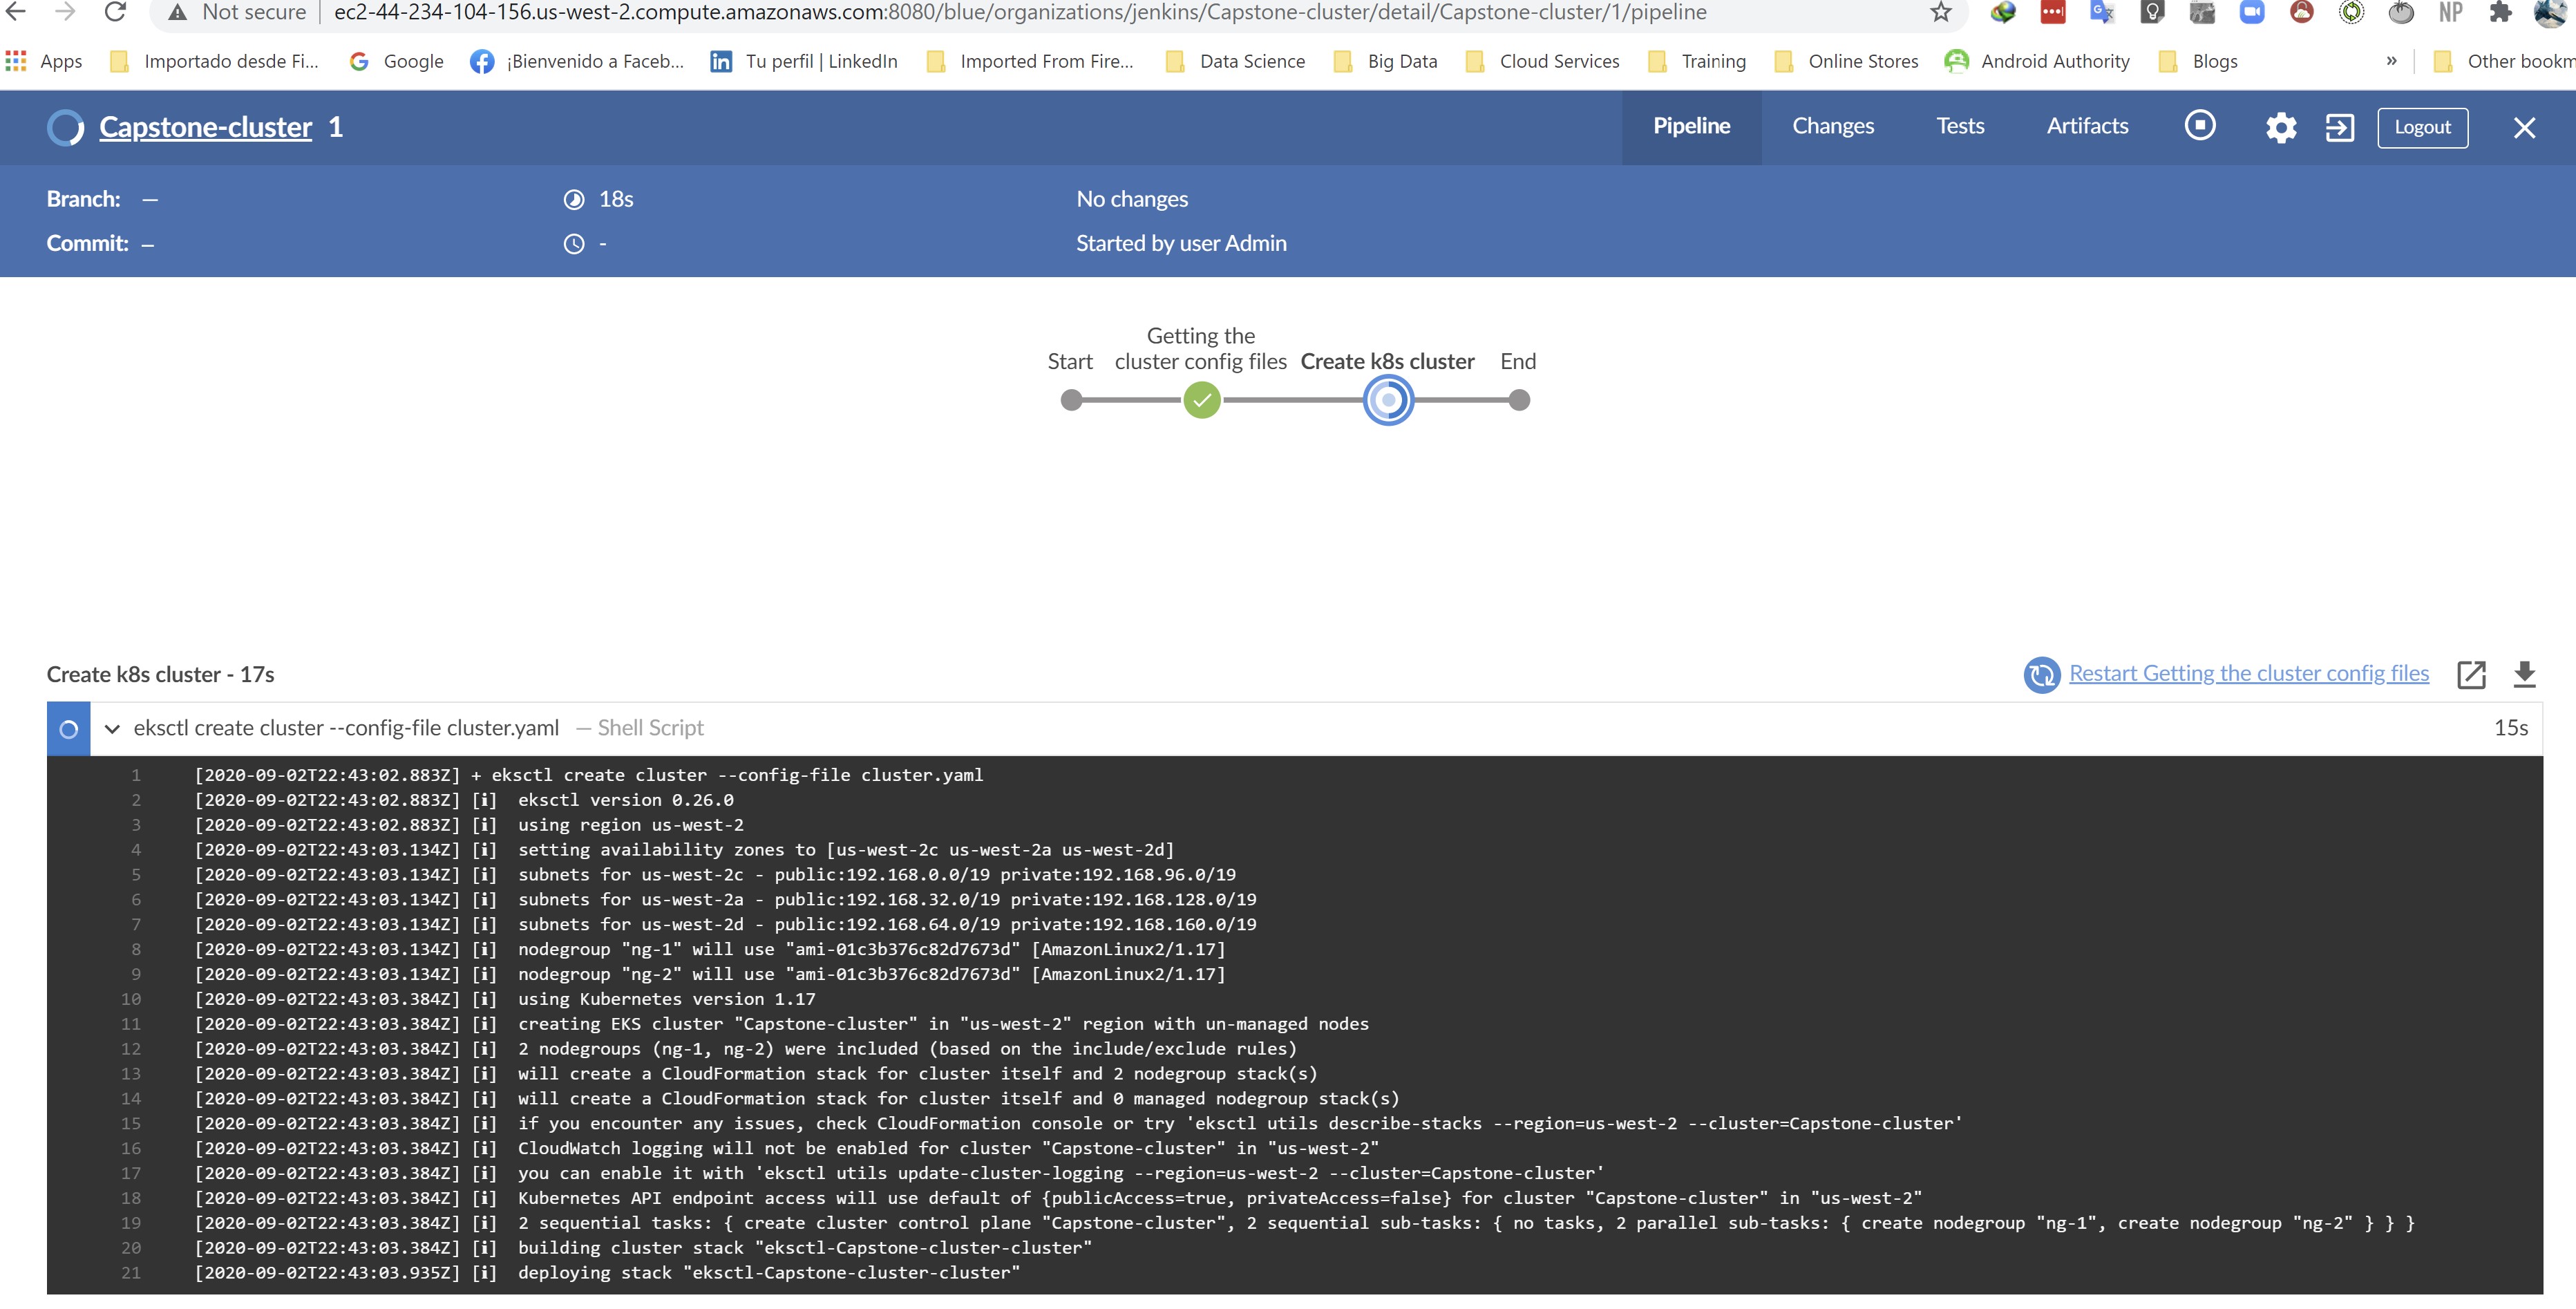 Not secure ec2-44-234-104-156.us-west-2.compute.amazonaws.com:8080/blue/organizations/jenkins/Capstone-cluster/detail/Capstone-cluster/1/pipeline NP
Apps Importado desde Fi... Google ¡Bienvenido a Faceb... Tu perfil | LinkedIn Imported From Fire... Data Science Big Data Cloud Services Training Online Stores Android Authority Blogs » Other bookm
Capstone-cluster 1 Pipeline Changes Tests Artifacts Logout
Branch: — 18s No changes
Commit: — - Started by user Admin
Getting the
Start cluster config files Create k8s cluster End
Create k8s cluster - 17s Restart Getting the cluster config files
eksctl create cluster --config-file cluster.yaml — Shell Script 15s
1 [2020-09-02T22:43:02.883Z] + eksctl create cluster --config-file cluster.yaml
2 [2020-09-02T22:43:02.883Z] [i] eksctl version 0.26.0
3 [2020-09-02T22:43:02.883Z] [i] using region us-west-2
4 [2020-09-02T22:43:03.134Z] [i] setting availability zones to [us-west-2c us-west-2a us-west-2d]
5 [2020-09-02T22:43:03.134Z] [i] subnets for us-west-2c - public:192.168.0.0/19 private:192.168.96.0/19
6 [2020-09-02T22:43:03.134Z] [i] subnets for us-west-2a - public:192.168.32.0/19 private:192.168.128.0/19
7 [2020-09-02T22:43:03.134Z] [i] subnets for us-west-2d - public:192.168.64.0/19 private:192.168.160.0/19
8 [2020-09-02T22:43:03.134Z] [i] nodegroup "ng-1" will use "ami-01c3b376c82d7673d" [AmazonLinux2/1.17]
9 [2020-09-02T22:43:03.134Z] [i] nodegroup "ng-2" will use "ami-01c3b376c82d7673d" [AmazonLinux2/1.17]
10 [2020-09-02T22:43:03.384Z] [i] using Kubernetes version 1.17
11 [2020-09-02T22:43:03.384Z] [i] creating EKS cluster "Capstone-cluster" in "us-west-2" region with un-managed nodes
12 [2020-09-02T22:43:03.384Z] [i] 2 nodegroups (ng-1, ng-2) were included (based on the include/exclude rules)
13 [2020-09-02T22:43:03.384Z] [i] will create a CloudFormation stack for cluster itself and 2 nodegroup stack(s)
14 [2020-09-02T22:43:03.384Z] [i] will create a CloudFormation stack for cluster itself and 0 managed nodegroup stack(s)
15 [2020-09-02T22:43:03.384Z] [i] if you encounter any issues, check CloudFormation console or try 'eksctl utils describe-stacks --region=us-west-2 --cluster=Capstone-cluster'
16 [2020-09-02T22:43:03.384Z] [i] CloudWatch logging will not be enabled for cluster "Capstone-cluster" in "us-west-2"
17 [2020-09-02T22:43:03.384Z] [i] you can enable it with 'eksctl utils update-cluster-logging --region=us-west-2 --cluster=Capstone-cluster'
18 [2020-09-02T22:43:03.384Z] [i] Kubernetes API endpoint access will use default of {publicAccess=true, privateAccess=false} for cluster "Capstone-cluster" in "us-west-2"
19 [2020-09-02T22:43:03.384Z] [i] 2 sequential tasks: { create cluster control plane "Capstone-cluster", 2 sequential sub-tasks: { no tasks, 2 parallel sub-tasks: { create nodegroup "ng-1", create nodegroup "ng-2" } } }
20 [2020-09-02T22:43:03.384Z] [i] building cluster stack "eksctl-Capstone-cluster-cluster"
21 [2020-09-02T22:43:03.935Z] [i] deploying stack "eksctl-Capstone-cluster-cluster"